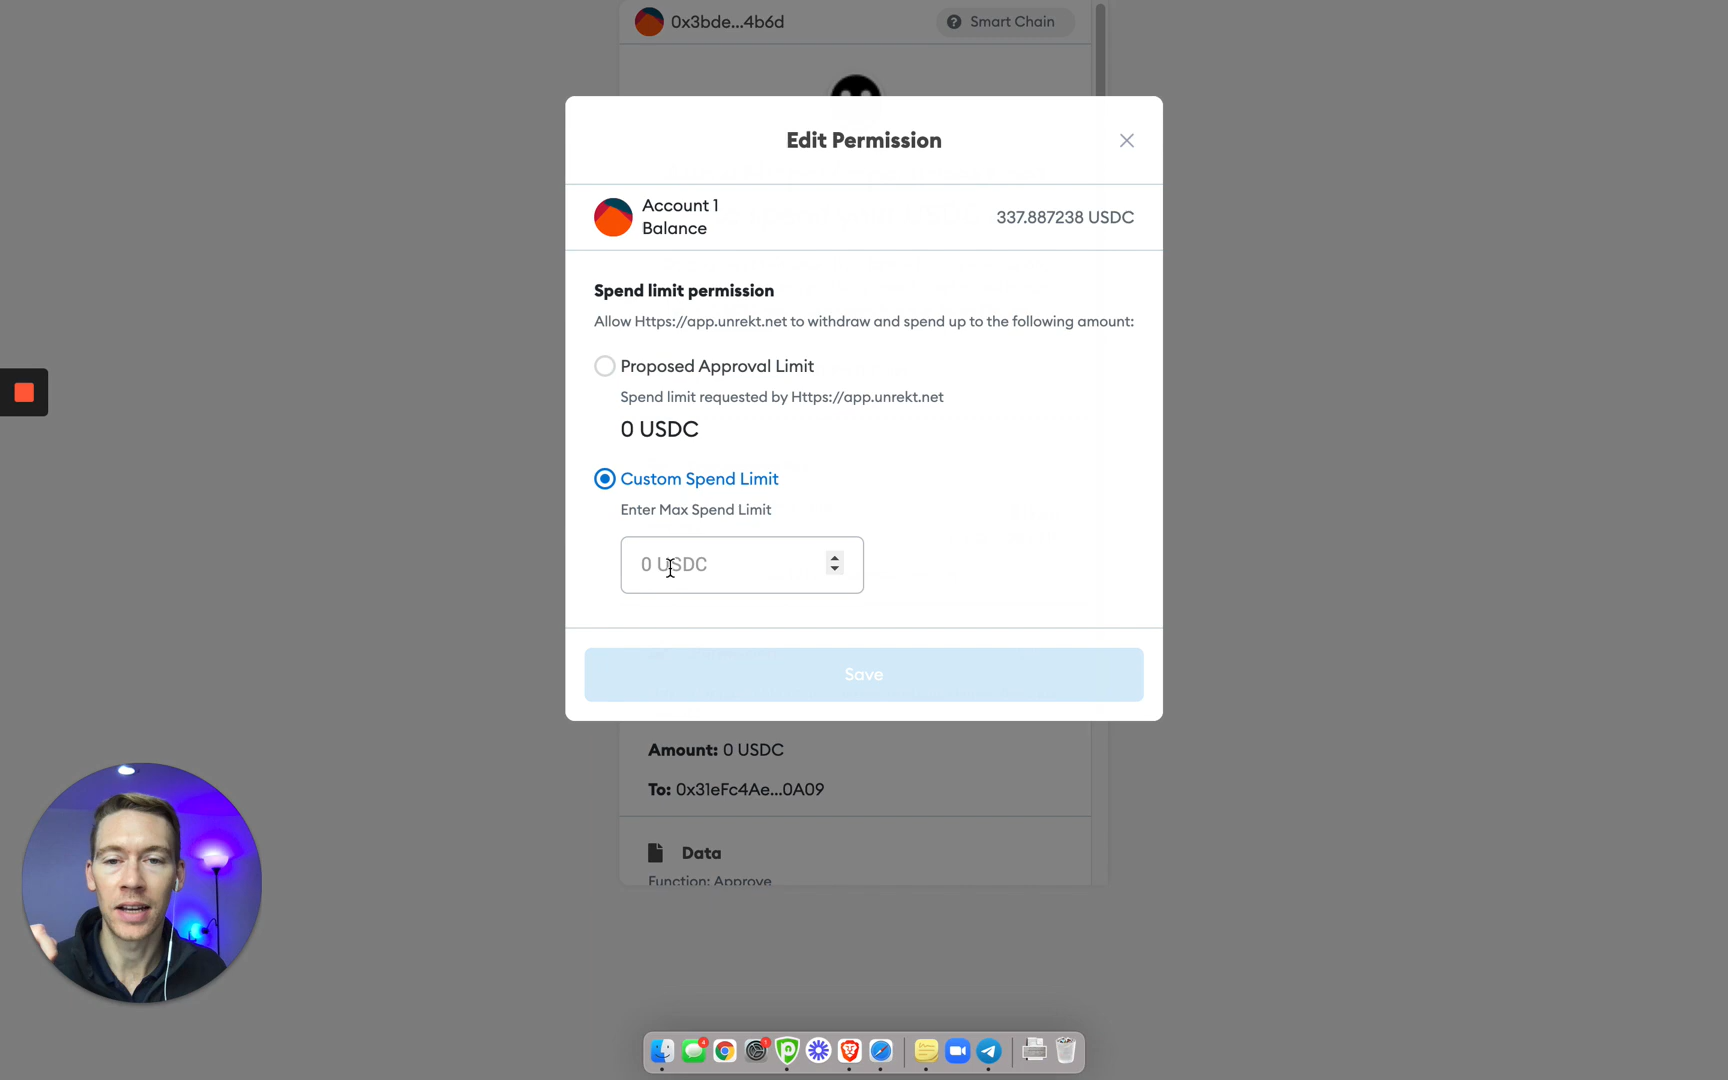 0x3bde...4b6d
? Smart Chain
Edit Permission
Account 1
Balance
337.887238 USDC
Spend limit permission
Allow Https://app.unrekt.net to withdraw and spend up to the following amount:
Proposed Approval Limit
Spend limit requested by Https://app.unrekt.net
0 USDC
Custom Spend Limit
Enter Max Spend Limit
0 USDC
Save
Amount: 0 USDC
To: 0x31eFc4Ae...0A09
Data
Function: Approve